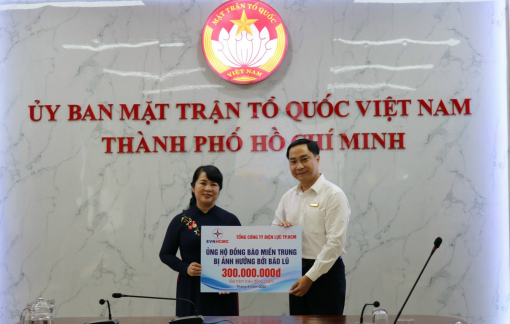 MẶT TRẬN TỔ QUỐC
VIỆT NAM
ỦY BAN MẶT TRẬN TỔ QUỐC VIỆT NAM
THÀNH PHỐ HỒ CHÍ MINH
EVNHCMC
TỔNG CÔNG TY ĐIỆN LỰC TP.HCM
ỦNG HỘ ĐỒNG BÀO MIỀN TRUNG
BỊ ẢNH HƯỞNG BỞI BÃO LŨ
300.000.000đ